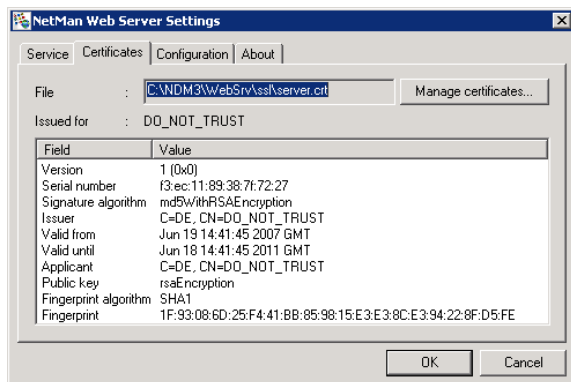 NetMan Web Server Settings
Service Certificates Configuration About
File : C:\NDM3\WebSrv\ssl\server.crt Manage certificates...
Issued for : DO_NOT_TRUST
Field Value
Version 1 (0x0)
Serial number f3:ec:11:89:38:7f:72:27
Signature algorithm md5WithRSAEncryption
Issuer C=DE, CN=DO_NOT_TRUST
Valid from Jun 19 14:41:45 2007 GMT
Valid until Jun 18 14:41:45 2011 GMT
Applicant C=DE, CN=DO_NOT_TRUST
Public key rsaEncryption
Fingerprint algorithm SHA1
Fingerprint 1F:93:08:6D:25:F4:41:BB:85:98:15:E3:E3:8C:E3:94:22:8F:D5:FE
OK Cancel